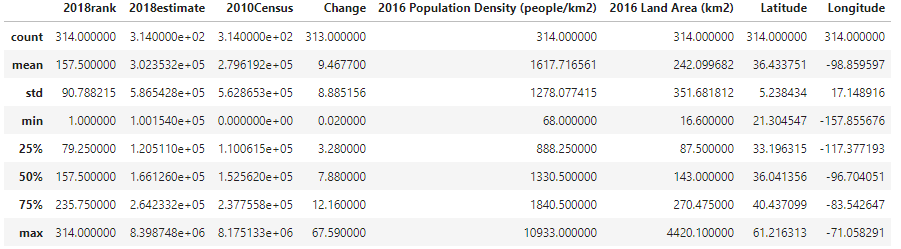 2018rank 2018estimate 2010Census Change 2016 Population Density (people/km2) 2016 Land Area (km2) Latitude Longitude
count 314.000000 3.140000e+02 3.140000e+02 313.000000 314.000000 314.000000 314.000000 314.000000
mean 157.500000 3.023532e+05 2.796192e+05 9.467700 1617.716561 242.099682 36.433751 -98.859597
std 90.788215 5.865428e+05 5.628653e+05 8.885156 1278.077415 351.681812 5.238434 17.148916
min 1.000000 1.001540e+05 0.000000e+00 0.020000 68.000000 16.600000 21.304547 -157.855676
25% 79.250000 1.205110e+05 1.100615e+05 3.280000 888.250000 87.500000 33.196315 -117.377193
50% 157.500000 1.661260e+05 1.525620e+05 7.880000 1330.500000 143.000000 36.041356 -96.704051
75% 235.750000 2.642332e+05 2.377558e+05 12.160000 1840.500000 270.475000 40.437099 -83.542647
max 314.000000 8.398748e+06 8.175133e+06 67.590000 10933.000000 4420.100000 61.216313 -71.058291